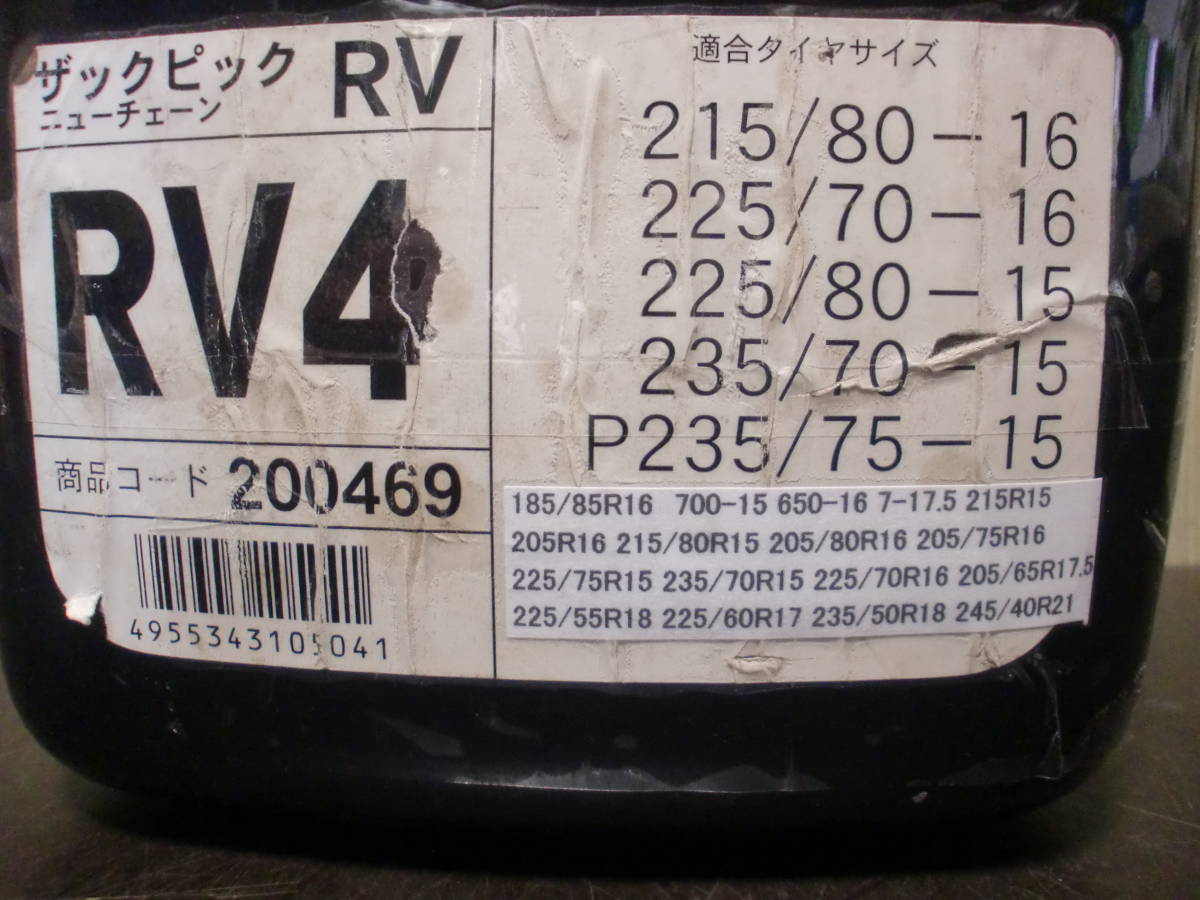 ザックピック RV
ニューチェーン
RV4
商品コード 200469
4955343105041
適合タイヤサイズ
215/80-16
225/70-16
225/80-15
235/70-15
P235/75-15
185/85R16 700-15 650-16 7-17.5 215R15
205R16 215/80R15 205/80R16 205/75R16
225/75R15 235/70R15 225/70R16 205/65R17.5
225/55R18 225/60R17 235/50R18 245/40R21